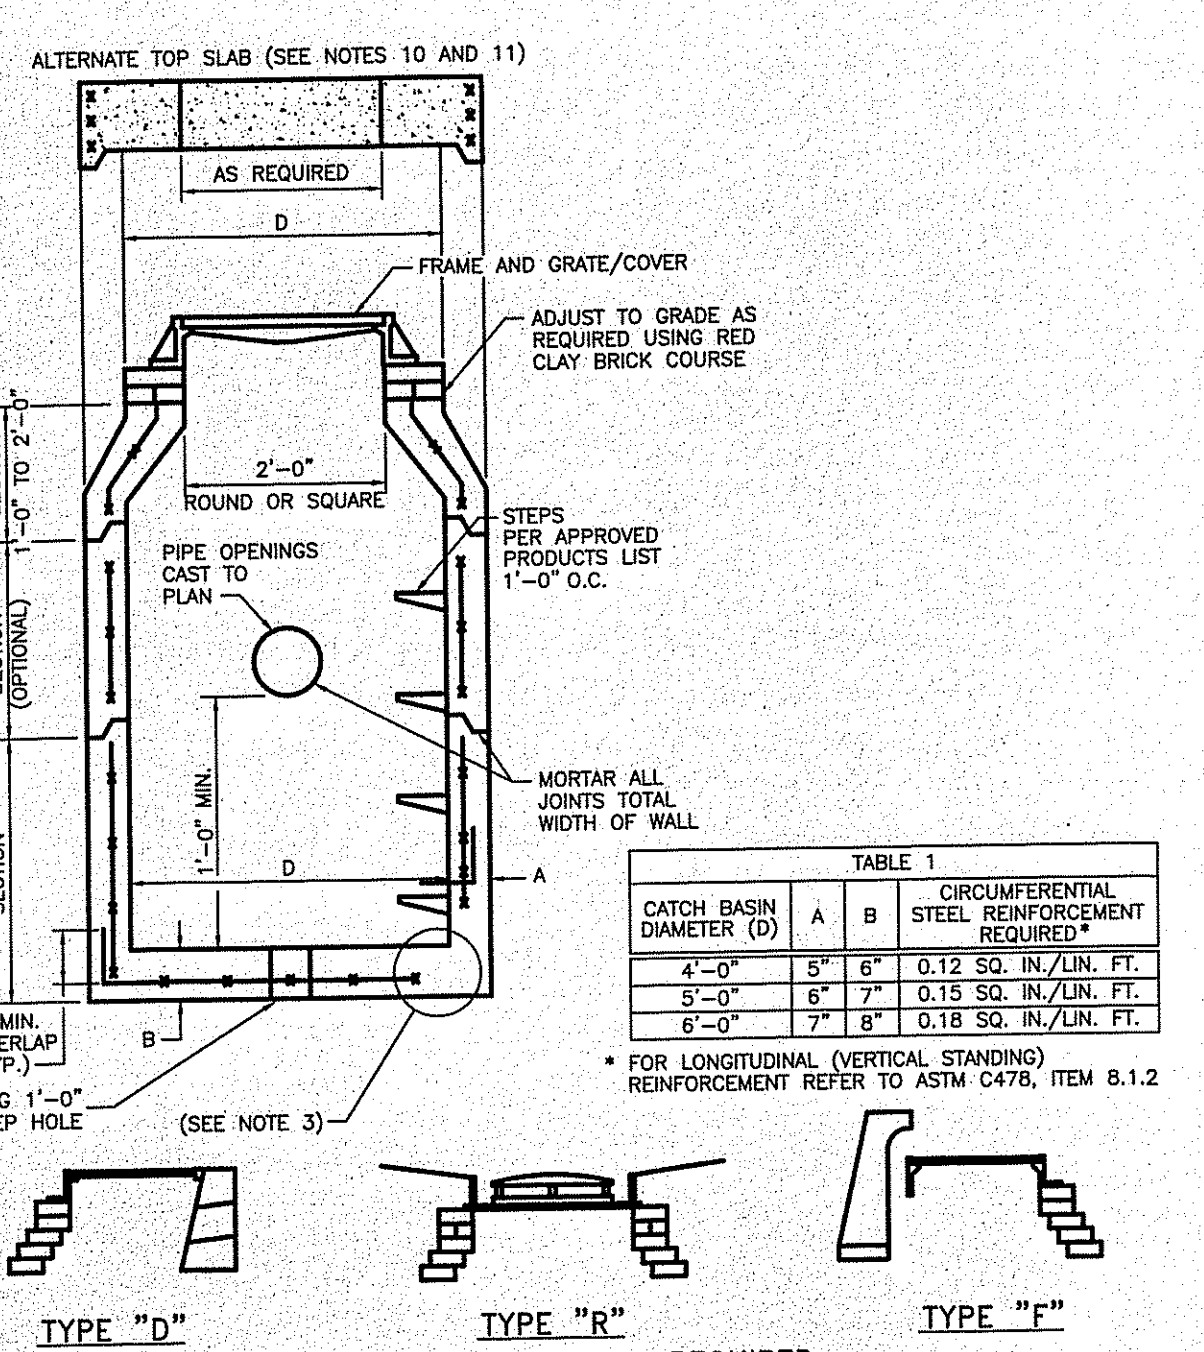 ALTERNATE TOP SLAB (SEE NOTES 10 AND 11)
AS REQUIRED
D
FRAME AND GRATE/COVER
ADJUST TO GRADE AS
REQUIRED USING RED
CLAY BRICK COURSE
1'-0" TO 2'-0"
2'-0"
ROUND OR SQUARE
STEPS
PER APPROVED
PRODUCTS LIST
1'-0" O.C.
PIPE OPENINGS
CAST TO
PLAN
(OPTIONAL)
1'-0" MIN.
MORTAR ALL
JOINTS TOTAL
WIDTH OF WALL
SECTION
D
A
MIN.
B
1'-0"
HOLE
(SEE NOTE 3)
TABLE 1
CATCH BASIN
DIAMETER (D)
A
B
CIRCUMFERENTIAL
STEEL REINFORCEMENT
REQUIRED*
4'-0" 5" 6" 0.12 SQ. IN./LIN. FT.
5'-0" 6" 7" 0.15 SQ. IN./LIN. FT.
6'-0" 7" 8" 0.18 SQ. IN./LIN. FT.
* FOR LONGITUDINAL (VERTICAL STANDING)
REINFORCEMENT REFER TO ASTM C478, ITEM 8.1.2
TYPE "D"
TYPE "R"
TYPE "F"